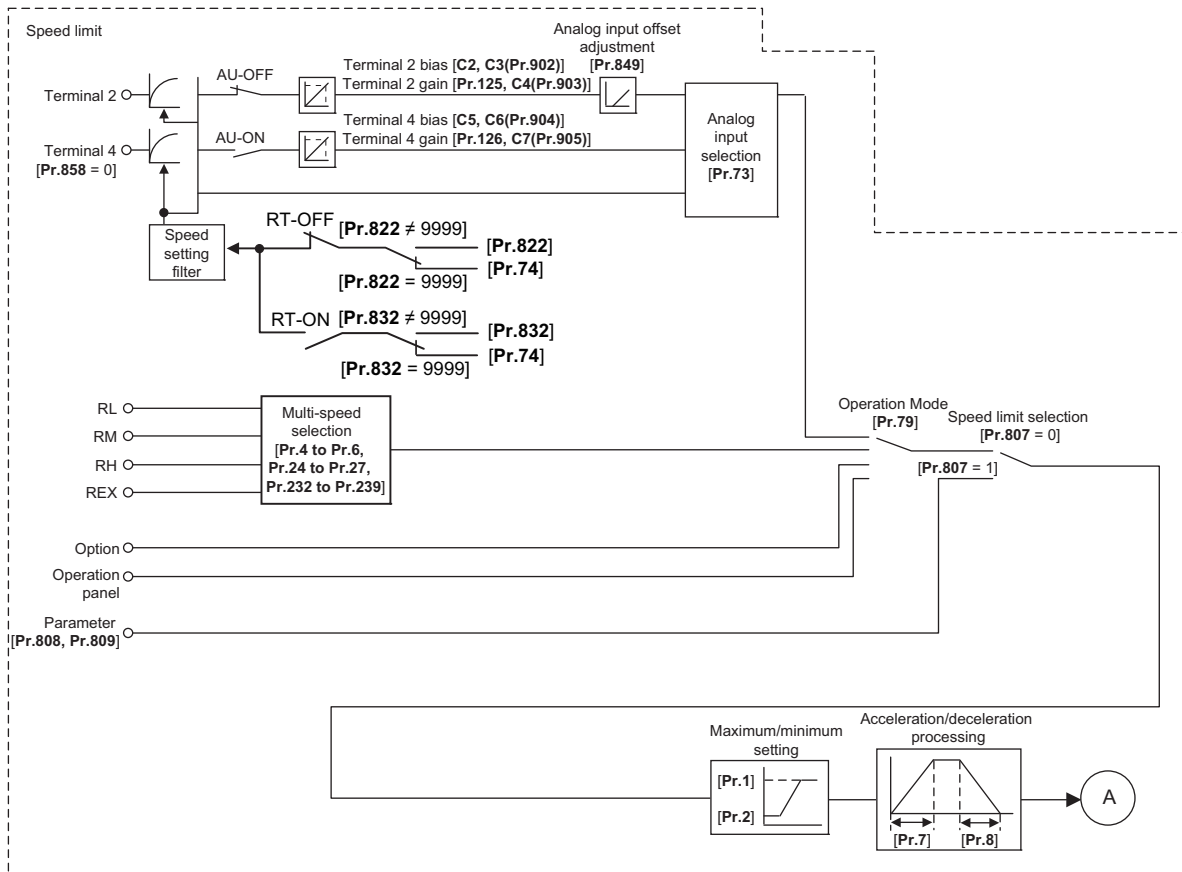 Speed limit
Analog input offset
adjustment
[Pr.849]
Terminal 2
AU-OFF
Terminal 2 bias [C2, C3(Pr.902)]
Terminal 2 gain [Pr.125, C4(Pr.903)]
Terminal 4
[Pr.858 = 0]
AU-ON
Terminal 4 bias [C5, C6(Pr.904)]
Terminal 4 gain [Pr.126, C7(Pr.905)]
Analog
input
selection
[Pr.73]
Speed
setting
filter
RT-OFF
[Pr.822 ≠ 9999]
[Pr.822]
[Pr.74]
[Pr.822 = 9999]
RT-ON
[Pr.832 ≠ 9999]
[Pr.832]
[Pr.74]
[Pr.832 = 9999]
RL
RM
RH
REX
Multi-speed
selection
[Pr.4 to Pr.6,
Pr.24 to Pr.27,
Pr.232 to Pr.239]
Operation Mode
[Pr.79]
Speed limit selection
[Pr.807 = 0]
[Pr.807 = 1]
Option
Operation
panel
Parameter
[Pr.808, Pr.809]
Maximum/minimum
setting
[Pr.1]
[Pr.2]
Acceleration/deceleration
processing
[Pr.7]
[Pr.8]
A